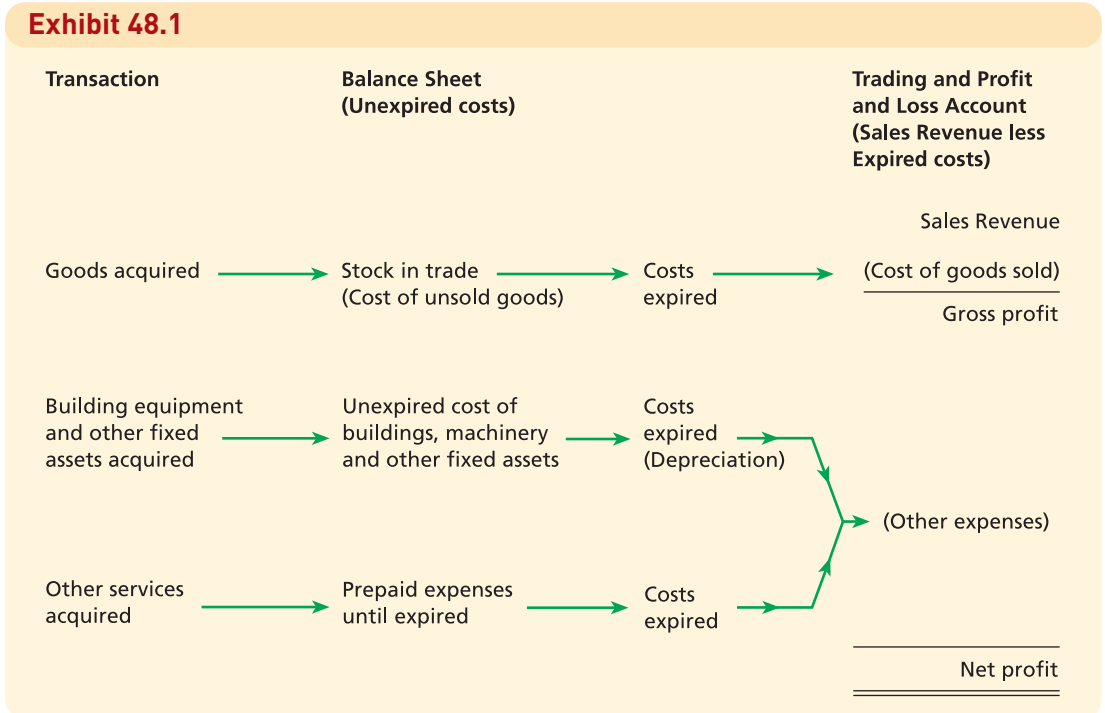 Exhibit 48.1
Transaction
Balance Sheet
(Unexpired costs)
Trading and Profit
and Loss Account
(Sales Revenue less
Expired costs)
Sales Revenue
Goods acquired
Stock in trade
(Cost of unsold goods)
Costs
expired
(Cost of goods sold)
Gross profit
Building equipment
and other fixed
assets acquired
Unexpired cost of
buildings, machinery
and other fixed assets
Costs
expired
(Depreciation)
(Other expenses)
Other services
acquired
Prepaid expenses
until expired
Costs
expired
Net profit